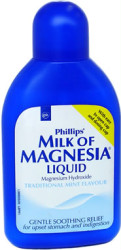 Phillips'
MILK OF
MAGNESIA®
LIQUID
Magnesium Hydroxide
TRADITIONAL MINT FLAVOUR
GENTLE SOOTHING RELIEF
for upset stomach and indigestion